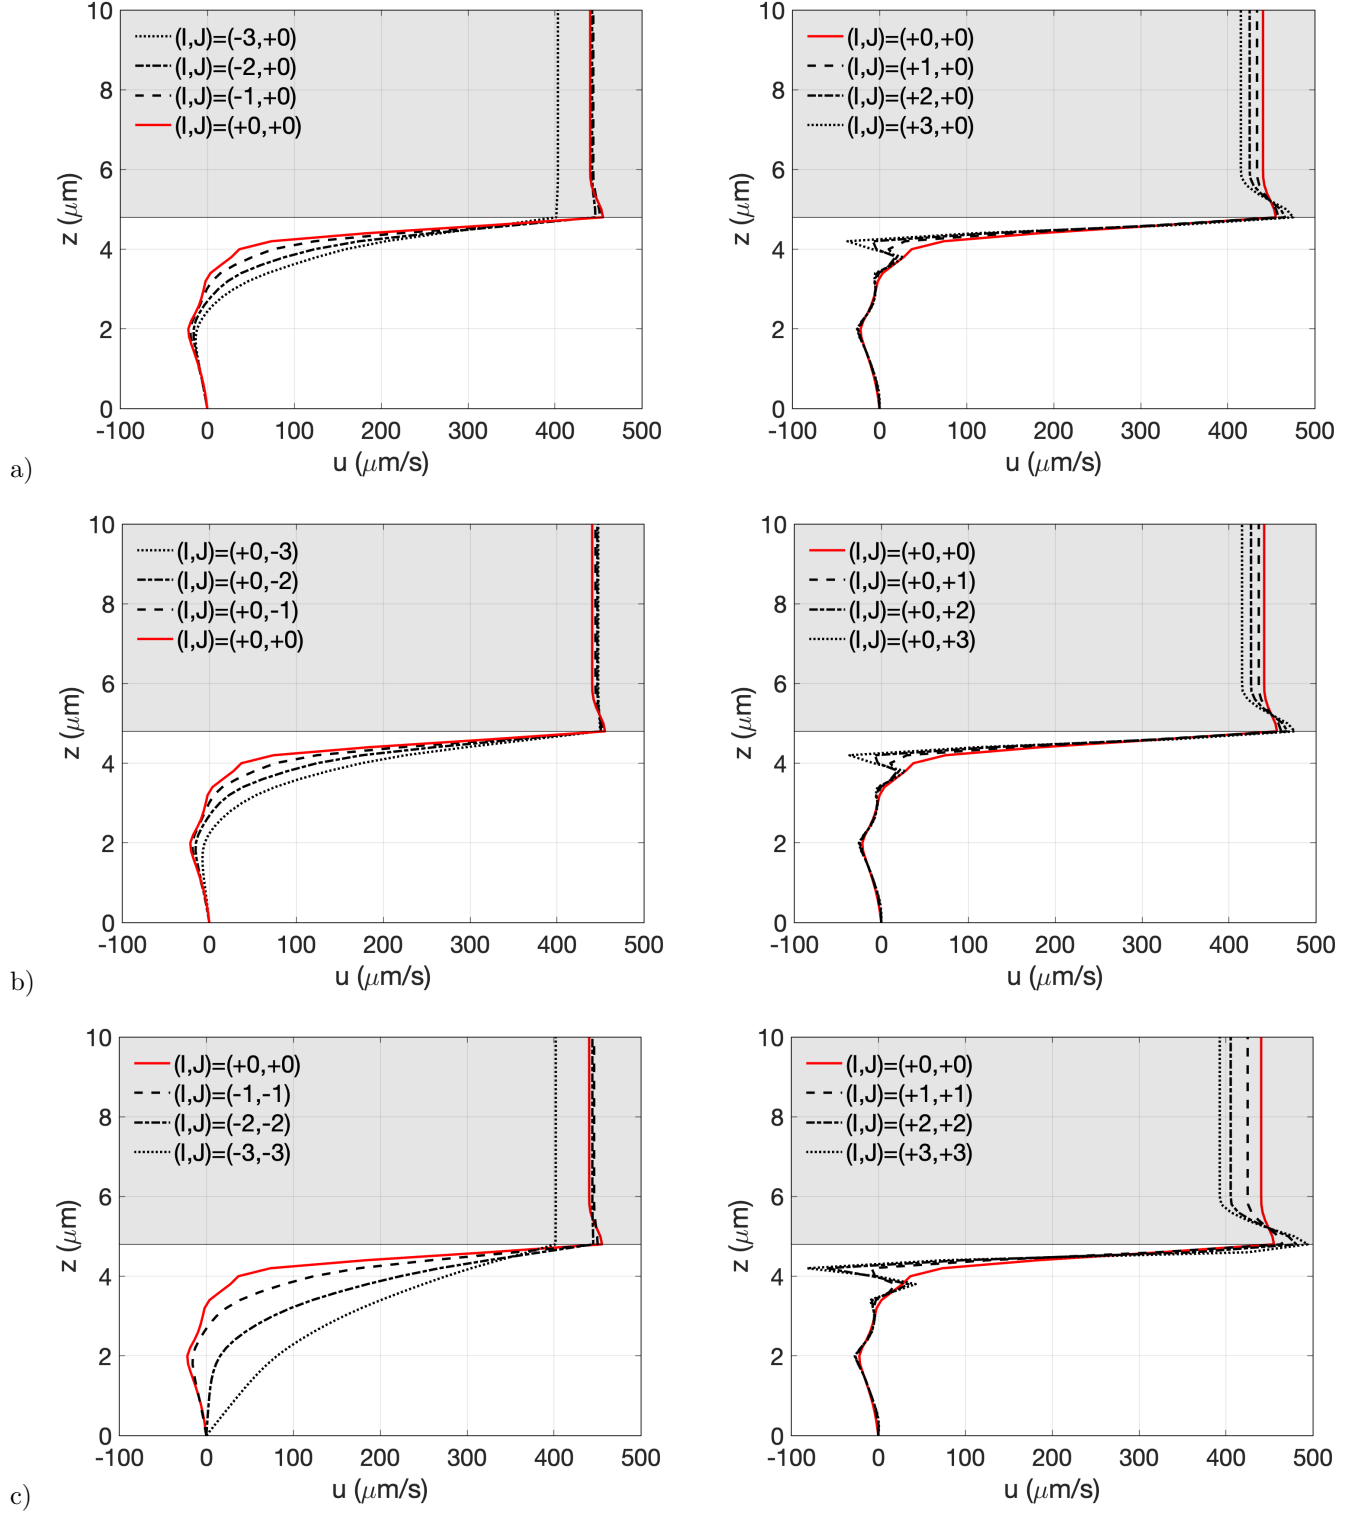 10
8
6
4
2
0
z (μm)
(I,J)=(-3,+0)
(I,J)=(-2,+0)
(I,J)=(-1,+0)
(I,J)=(+0,+0)
-100 0 100 200 300 400 500
u (μm/s)
10
8
6
4
2
0
z (μm)
(I,J)=(+0,+0)
(I,J)=(+1,+0)
(I,J)=(+2,+0)
(I,J)=(+3,+0)
-100 0 100 200 300 400 500
u (μm/s)
a)
10
8
6
4
2
0
z (μm)
(I,J)=(+0,-3)
(I,J)=(+0,-2)
(I,J)=(+0,-1)
(I,J)=(+0,+0)
-100 0 100 200 300 400 500
u (μm/s)
10
8
6
4
2
0
z (μm)
(I,J)=(+0,+0)
(I,J)=(+0,+1)
(I,J)=(+0,+2)
(I,J)=(+0,+3)
-100 0 100 200 300 400 500
u (μm/s)
b)
10
8
6
4
2
0
z (μm)
(I,J)=(+0,+0)
(I,J)=(-1,-1)
(I,J)=(-2,-2)
(I,J)=(-3,-3)
-100 0 100 200 300 400 500
u (μm/s)
10
8
6
4
2
0
z (μm)
(I,J)=(+0,+0)
(I,J)=(+1,+1)
(I,J)=(+2,+2)
(I,J)=(+3,+3)
-100 0 100 200 300 400 500
u (μm/s)
c)